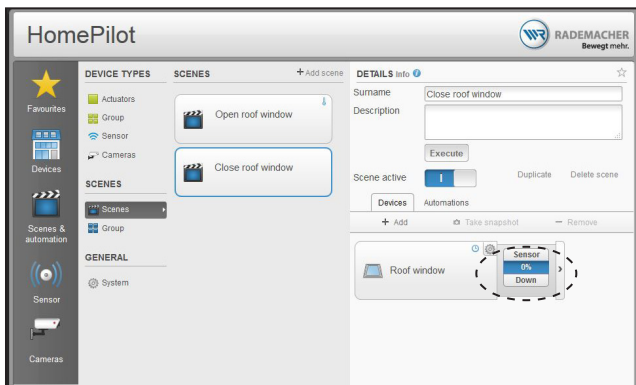 HomePilot
WR RADEMACHER
Bewegt mehr.
Favourites
Devices
Scenes &
automation
Sensor
Cameras
DEVICE TYPES
Actuators
Group
Sensor
Cameras
SCENES
Scenes
Group
GENERAL
System
SCENES + Add scene
Open roof window
Close roof window
DETAILS Info
Surname Close roof window
Description
Execute
Scene active I Duplicate Delete scene
Devices Automations
+ Add Take snapshot − Remove
Roof window
Sensor
0%
Down